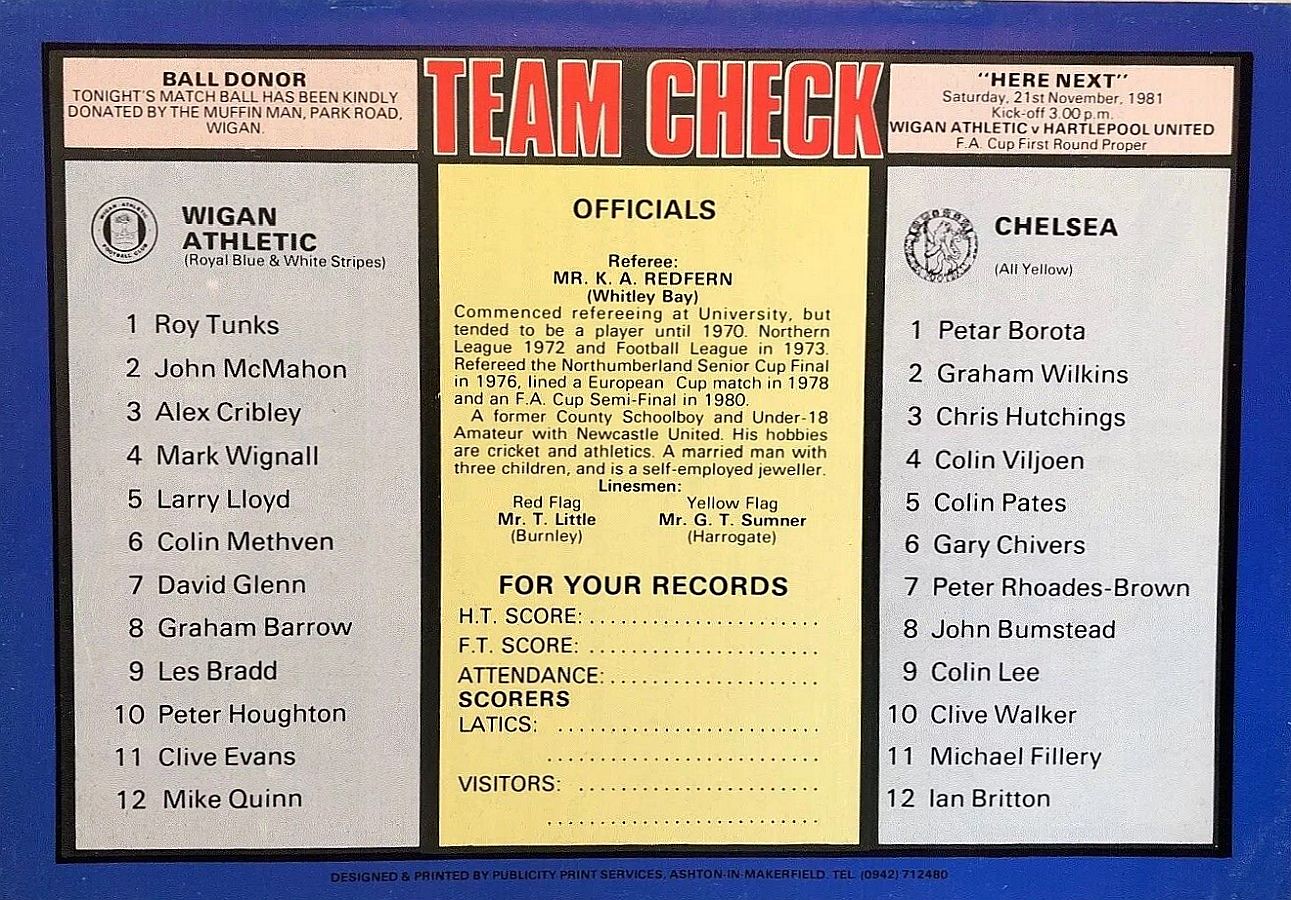 TEAM CHECK
BALL DONOR
TONIGHT'S MATCH BALL HAS BEEN KINDLY
DONATED BY THE MUFFIN MAN, PARK ROAD,
WIGAN.
"HERE NEXT"
Saturday, 21st November, 1981
Kick-off 3.00 p.m.
WIGAN ATHLETIC v HARTLEPOOL UNITED
F.A. Cup First Round Proper
WIGAN ATHLETIC
FOOTBALL CLUB
WIGAN
ATHLETIC
(Royal Blue & White Stripes)
1 Roy Tunks
2 John McMahon
3 Alex Cribley
4 Mark Wignall
5 Larry Lloyd
6 Colin Methven
7 David Glenn
8 Graham Barrow
9 Les Bradd
10 Peter Houghton
11 Clive Evans
12 Mike Quinn
OFFICIALS
Referee:
MR. K. A. REDFERN
(Whitley Bay)
Commenced refereeing at University, but
tended to be a player until 1970. Northern
League 1972 and Football League in 1973.
Refereed the Northumberland Senior Cup Final
in 1976, lined a European Cup match in 1978
and an F.A. Cup Semi-Final in 1980.
A former County Schoolboy and Under-18
Amateur with Newcastle United. His hobbies
are cricket and athletics. A married man with
three children, and is a self-employed jeweller.
Linesmen:
Red Flag Yellow Flag
Mr. T. Little Mr. G. T. Sumner
(Burnley) (Harrogate)
FOR YOUR RECORDS
H.T. SCORE: ......................
F.T. SCORE: ......................
ATTENDANCE: ....................
SCORERS
LATICS: .........................
..........................
VISITORS: .......................
..........................
CHELSEA
(All Yellow)
1 Petar Borota
2 Graham Wilkins
3 Chris Hutchings
4 Colin Viljoen
5 Colin Pates
6 Gary Chivers
7 Peter Rhoades-Brown
8 John Bumstead
9 Colin Lee
10 Clive Walker
11 Michael Fillery
12 Ian Britton
DESIGNED & PRINTED BY PUBLICITY PRINT SERVICES, ASHTON-IN-MAKERFIELD. TEL (0942) 712480